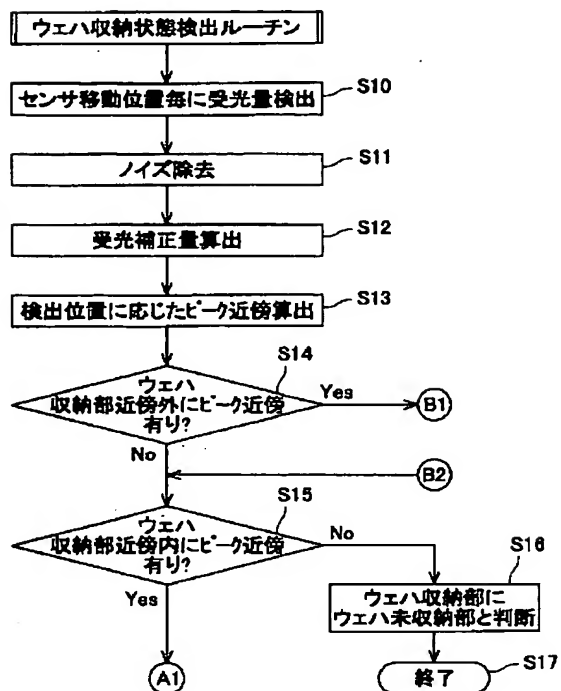 ウェハ収納状態検出ルーチン
センサ移動位置毎に受光量検出
S10
ノイズ除去
S11
受光補正量算出
S12
検出位置に応じたピーク近傍算出
S13
S14
ウェハ
収納部近傍外にピーク近傍
有り?
Yes
B1
No
B2
S15
ウェハ
収納部近傍内にピーク近傍
有り?
No
S16
Yes
ウェハ収納部に
ウェハ未収納部と判断
A1
終了
S17